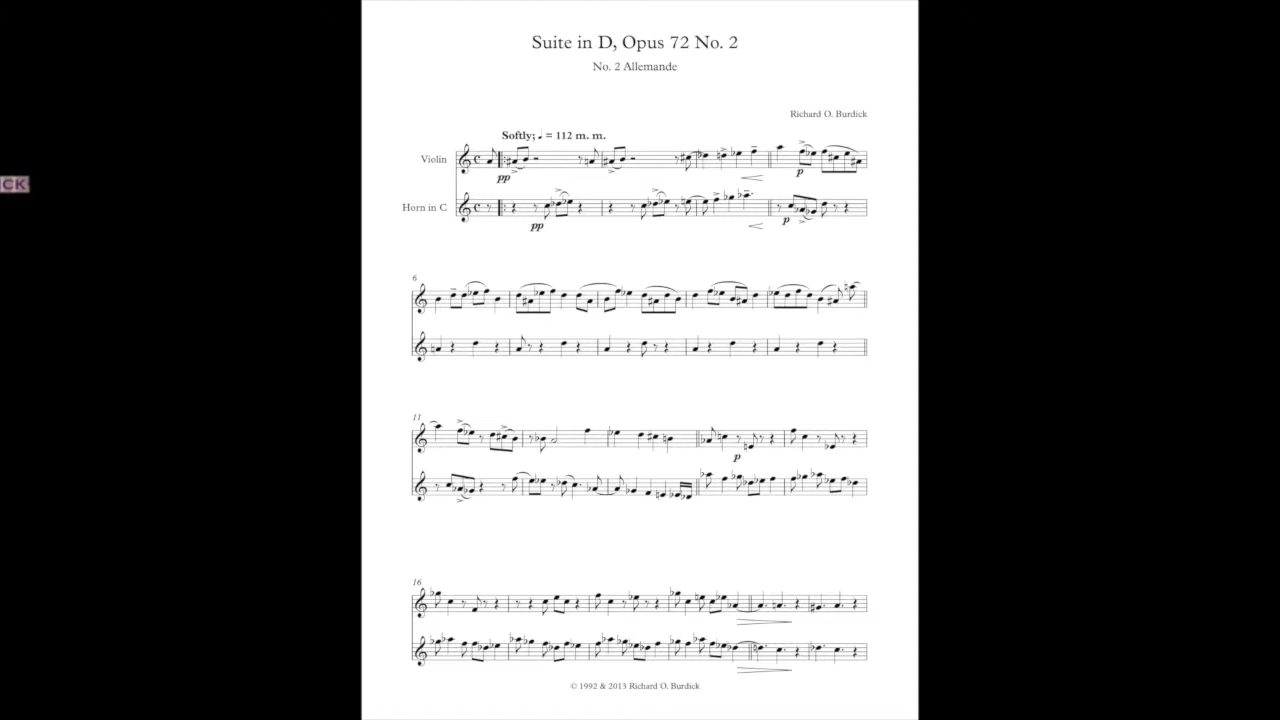 Suite in D, Opus 72 No. 2
No. 2 Allemande
Richard O. Burdick
Softly; ♩ = 112 m. m.
Violin
pp
p
Horn in C
pp
p
6
11
p
16
© 1992 & 2013 Richard O. Burdick
CK